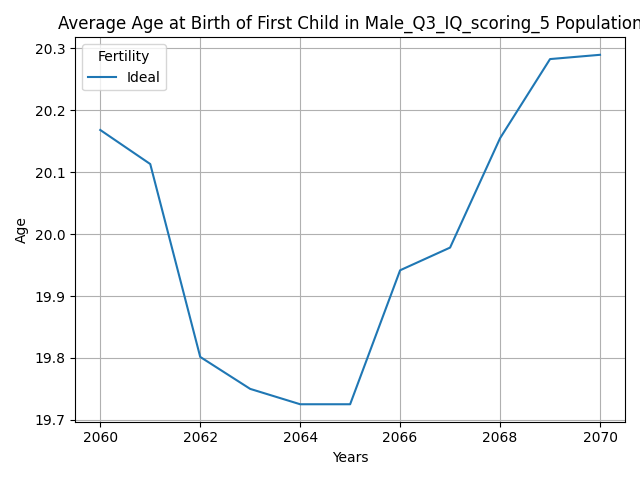 Average Age at Birth of First Child in Male_Q3_IQ_scoring_5 Population
Fertility
Ideal
20.3
20.2
20.1
20.0
19.9
19.8
19.7
Age
2060
2062
2064
2066
2068
2070
Years